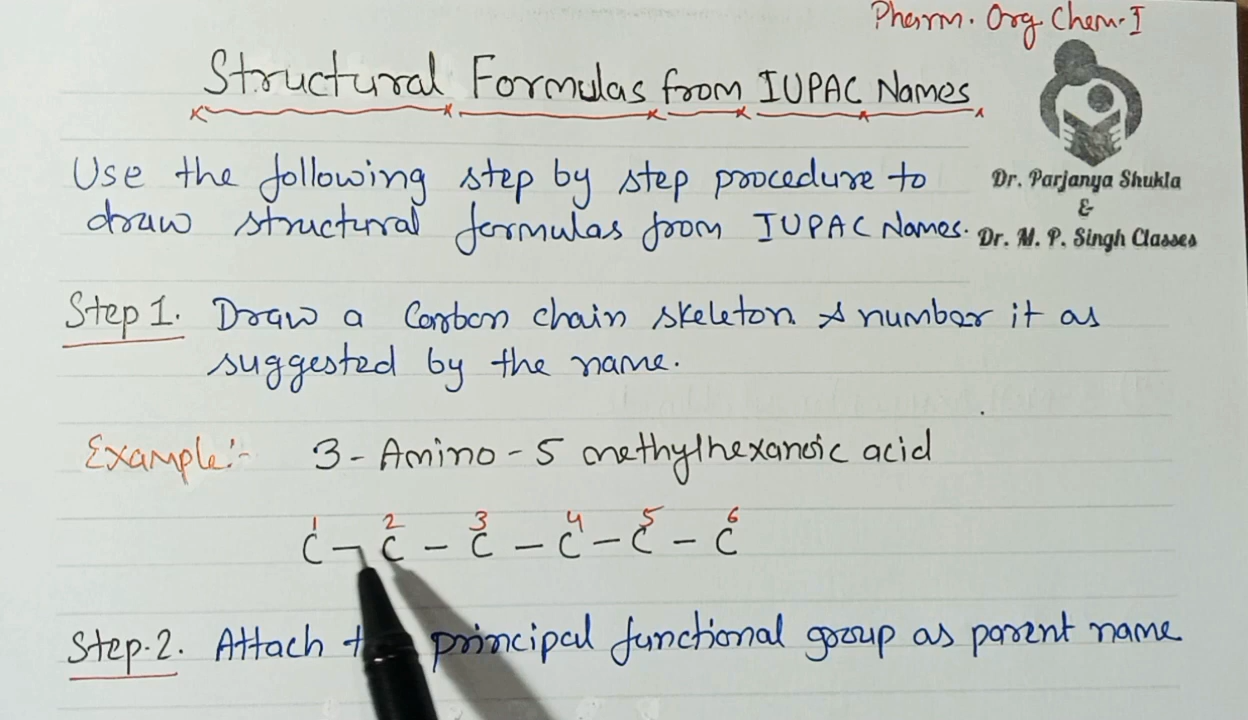 Pharm. Org. Chem-I
Structural Formulas from IUPAC Names
Use the following step by step procedure to
draw structural formulas from IUPAC Names.
Dr. Parjanya Shukla
&
Dr. M. P. Singh Classes
Step 1. Draw a Carbon chain skeleton & number it as
suggested by the name.
Example:- 3-Amino-5 methylhexanoic acid
1 2 3 4 5 6
C - C - C - C - C - C
Step-2. Attach principal functional group as parent name